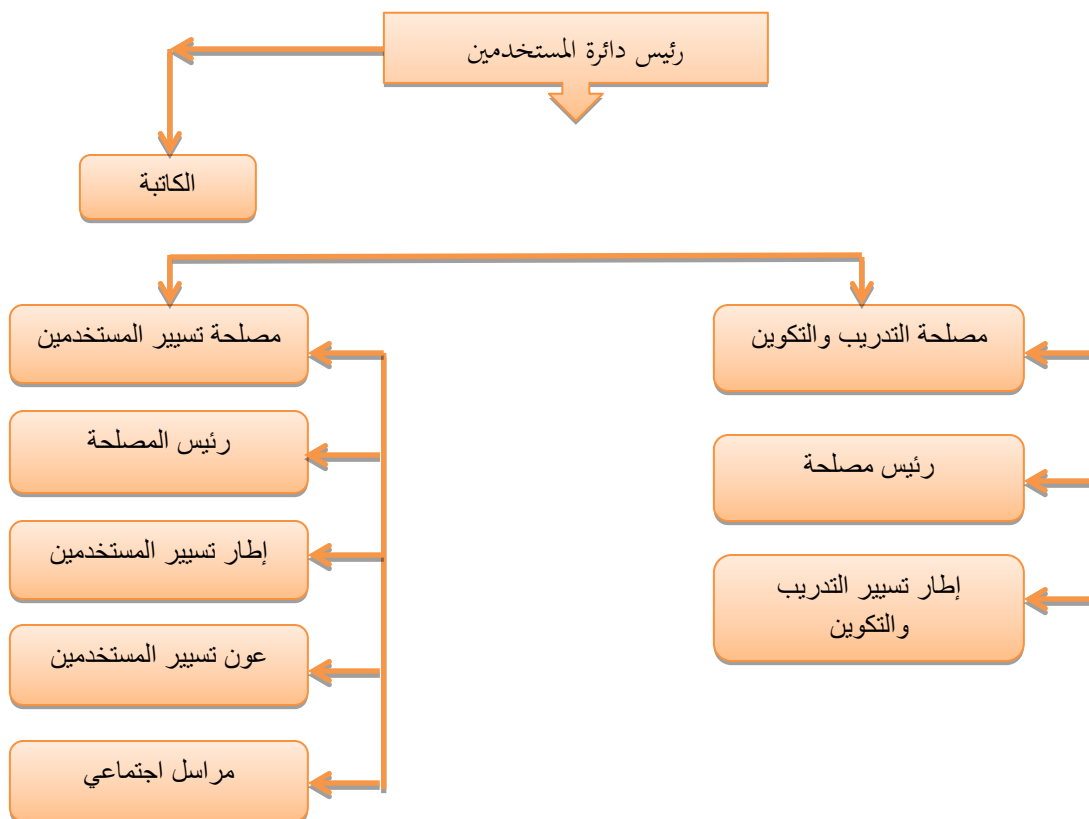 رئيس دائرة المستخدمين
الكاتبة
مصلحة التدريب والتكوين
رئيس مصلحة
إطار تسيير التدريب
والتكوين
مصلحة تسيير المستخدمين
رئيس المصلحة
إطار تسيير المستخدمين
عون تسيير المستخدمين
مراسل اجتماعي